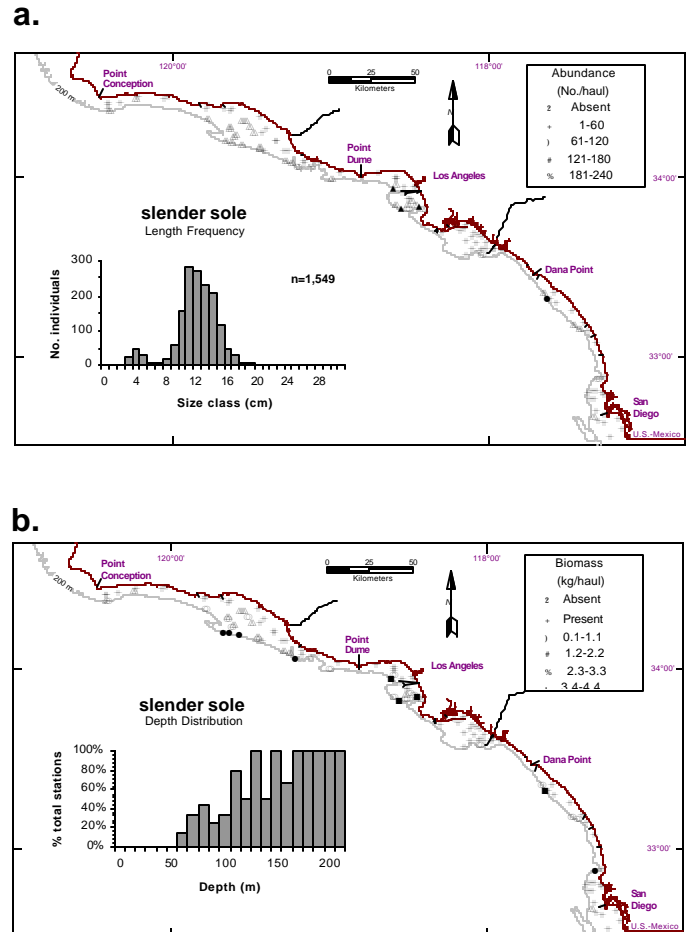 a.
120°00'
118°00'
Point
Conception
200 m
0 25 50
Kilometers
N
Abundance
(No./haul)
2 Absent
+ 1-60
) 61-120
# 121-180
% 181-240
Point
Dume
Los Angeles
34°00'
slender sole
Length Frequency
n=1,549
Dana Point
No. individuals
300
200
100
0
0 4 8 12 16 20 24 28
Size class (cm)
33°00'
San
Diego
U.S.-Mexico
b.
120°00'
118°00'
Point
Conception
200 m
0 25 50
Kilometers
N
Biomass
(kg/haul)
2 Absent
+ Present
) 0.1-1.1
# 1.2-2.2
% 2.3-3.3
3.4-4.4
Point
Dume
Los Angeles
34°00'
slender sole
Depth Distribution
Dana Point
% total stations
100%
80%
60%
40%
20%
0%
0 50 100 150 200
Depth (m)
33°00'
San
Diego
U.S.-Mexico